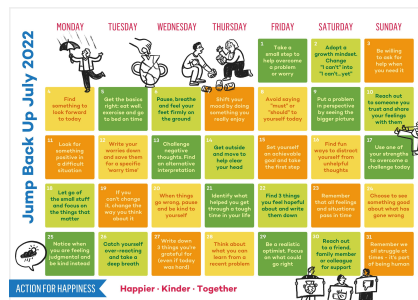 Jump Back Up July 2022
MONDAY TUESDAY WEDNESDAY THURSDAY FRIDAY SATURDAY SUNDAY
1
Take a
small step to
help overcome
a problem
or worry
2
Adopt a
growth mindset.
Change
"I can't" into
"I can't...yet"
3
Be willing
to ask for
help when
you need it
4
Find
something to
look forward
to today
5
Get the basics
right: eat well,
exercise and
go to bed on
time
6
Pause, breathe
and feel your
feet firmly on
the ground
7
Shift your
mood by doing
something you
really enjoy
8
Avoid saying
"must" or
"should" to
yourself today
9
Put a problem
in perspective
by seeing the
bigger picture
10
Reach out to
someone you
trust and share
your feelings
with them
11
Look for
something
positive in
a difficult
situation
12
Write your
worries down
and save them
for a specific
'worry time'
13
Challenge
negative
thoughts. Find
an alternative
interpretation
14
Get outside
and move to
help clear
your head
15
Set yourself
an achievable
goal and take
the first step
16
Find fun
ways to distract
yourself from
unhelpful
thoughts
17
Use one of
your strengths
to overcome a
challenge today
18
Let go of
the small stuff
and focus on
the things that
matter
19
If you
can't change
it, change the
way you think
about it
20
When things
go wrong, pause
and be kind to
yourself
21
Identify what
helped you
get through a
tough time
in your life
22
Find 3 things
you feel hopeful
about and write
them down
23
Remember
that all feelings
and situations
pass in time
24
Choose to see
something good
about what has
gone wrong
25
Notice when
you are feeling
judgmental and
be kind instead
26
Catch yourself
over-reacting
and take a
deep breath
27
Write down
3 things you're
grateful for
(even if today
was hard)
28
Think about
what you can
learn from a
recent problem
29
Be a realistic
optimist. Focus
on what could
go right
30
Reach out to
a friend,
family member
or colleague
for support
31
Remember we
all struggle at
times - it's part
of being human
ACTION FOR HAPPINESS
Happier · Kinder · Together